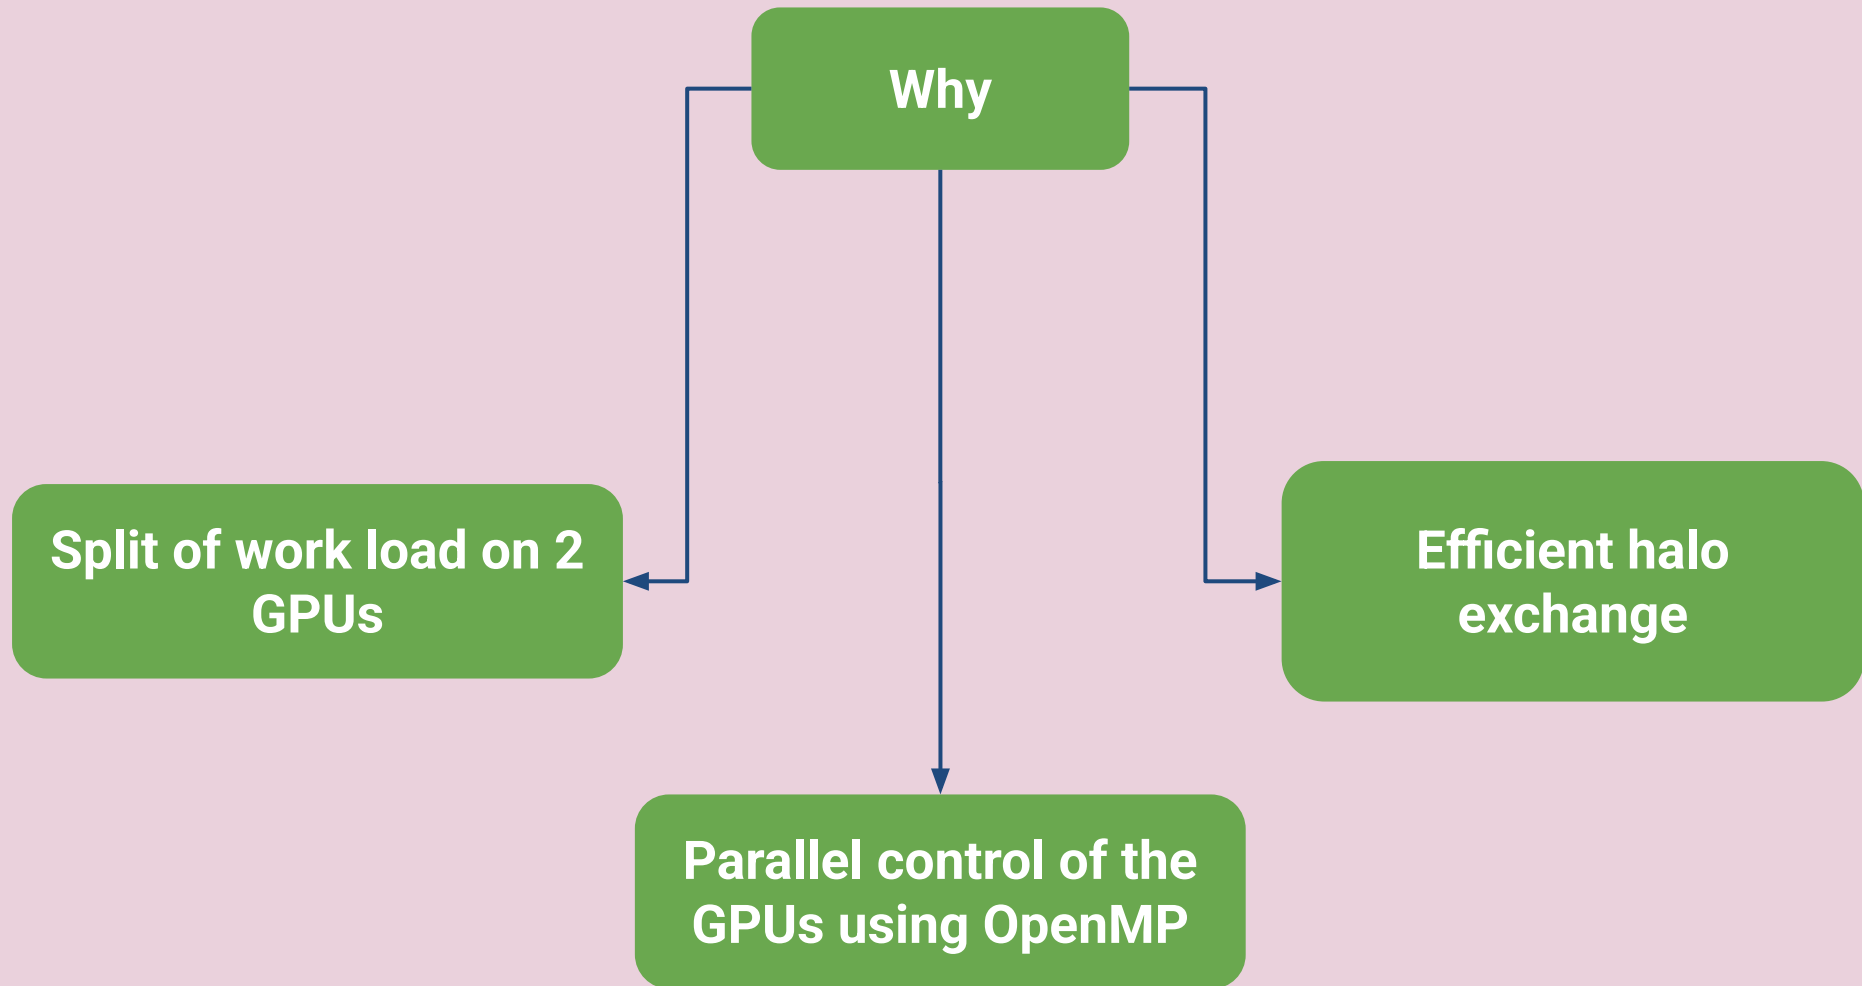 Why
Split of work load on 2
GPUs
Efficient halo
exchange
Parallel control of the
GPUs using OpenMP